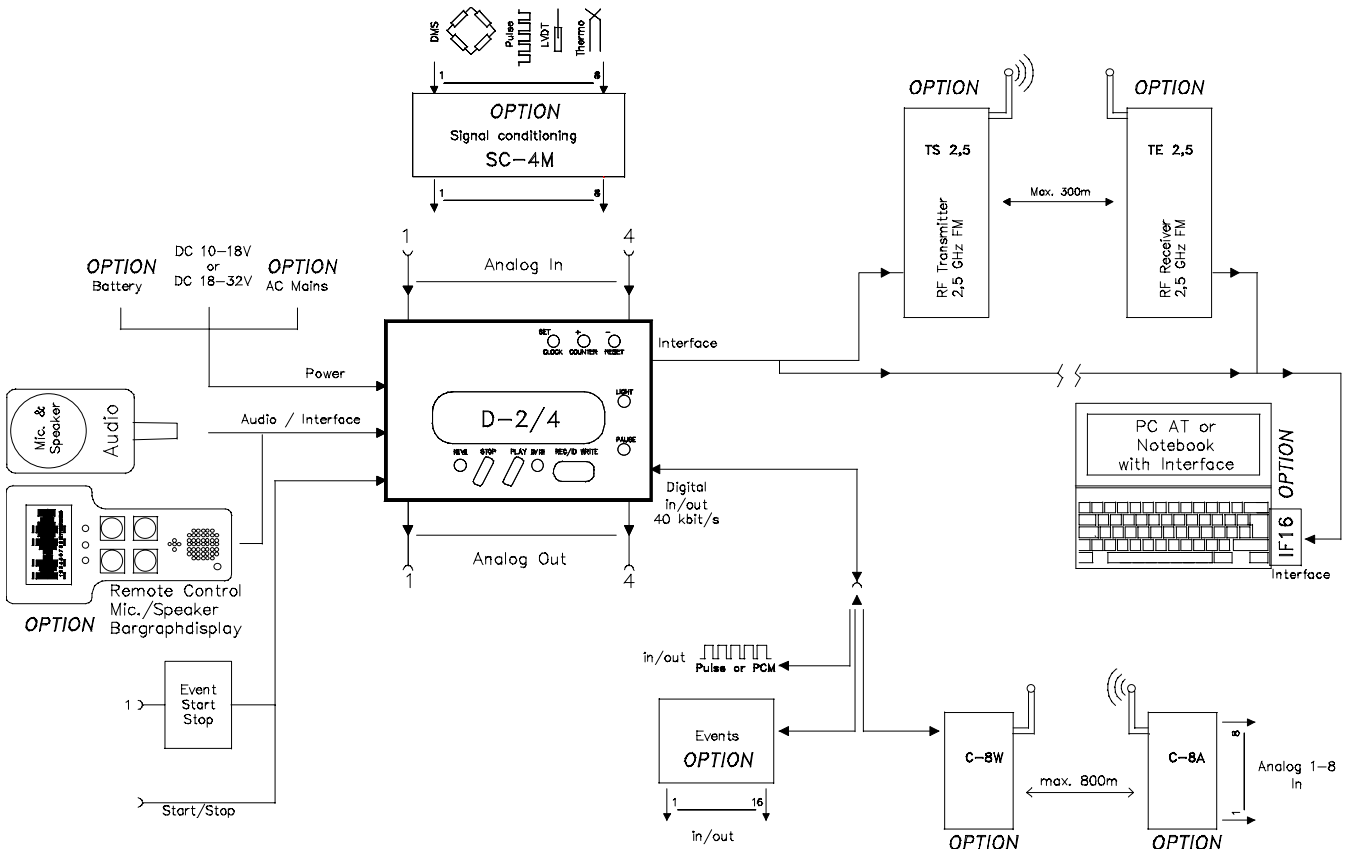 DMS
Pulse
LVDT
Thermo
1 8
OPTION
Signal conditioning
SC-4M
1 8
1 4
Analog In
OPTION
Battery
DC 10-18V
or
DC 18-32V
OPTION
AC Mains
Power
Mic. &
Speaker
Audio
Audio / Interface
SET
CLOCK
+
COUNTER
-
RESET
LIGHT
D-2/4
PAUSE
STOP
PLAY
REC/ID WRITE
Interface
Digital
in/out
40 kbit/s
Analog Out
1 4
Remote Control
Mic./Speaker
Bargraphdisplay
OPTION
1
Event
Start
Stop
Start/Stop
OPTION
TS 2,5
RF Transmitter
2,5 GHz FM
Max. 300m
OPTION
TE 2,5
RF Receiver
2,5 GHz FM
PC AT or
Notebook
with Interface
OPTION
IF16
Interface
in/out
Pulse or PCM
Events
OPTION
1 16
in/out
C-8W
OPTION
max. 800m
C-8A
OPTION
8
1
Analog 1-8
In